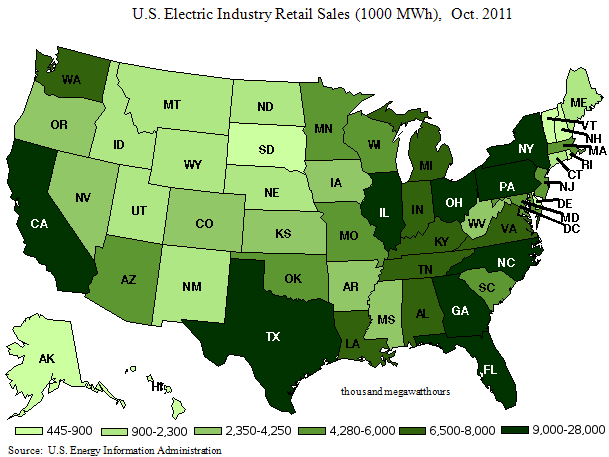 U.S. Electric Industry Retail Sales (1000 MWh), Oct. 2011
WA
MT
ND
ME
OR
MN
VT
NH
ID
SD
WI
NY
MA
WY
MI
RI
CT
NE
IA
PA
NJ
NV
UT
IL
IN
OH
DE
MD
DC
CA
CO
KS
MO
WV
VA
KY
NC
TN
AZ
NM
OK
AR
SC
MS
AL
GA
TX
LA
AK
HI
FL
thousand megawatthours
445-900
900-2,300
2,350-4,250
4,280-6,000
6,500-8,000
9,000-28,000
Source: U.S. Energy Information Administration